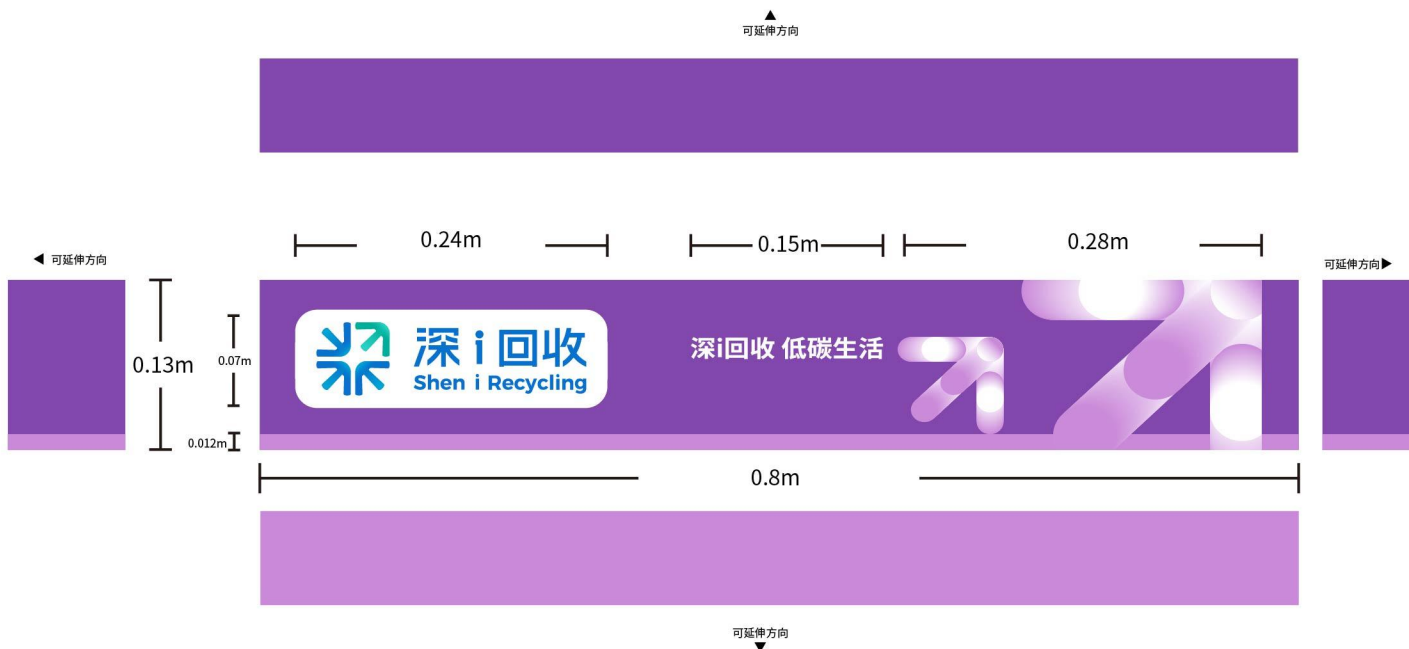 ▲
可延伸方向
0.24m
0.15m
0.28m
◀ 可延伸方向
可延伸方向▶
0.13m
0.07m
0.012m
深i回收
Shen i Recycling
深i回收 低碳生活
0.8m
可延伸方向
▼